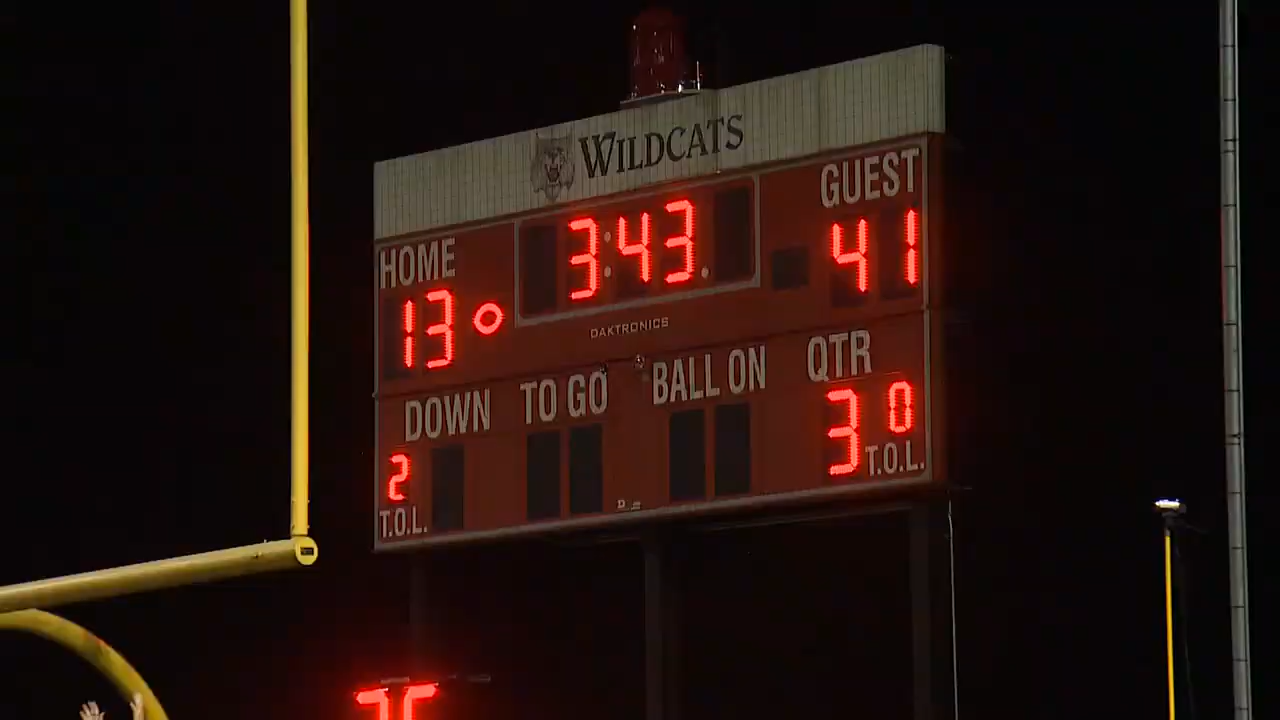 WILDCATS
HOME
3:43
GUEST
13
41
DAKTRONICS
DOWN
TO GO
BALL ON
QTR
2
3
0
T.O.L.
T.O.L.